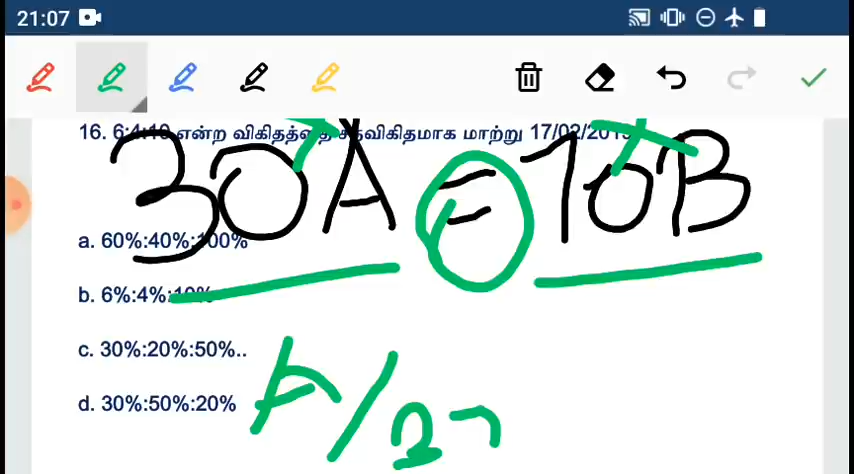 21:07
16. 6:4:10 என்ற விகிதத்தை சதவிகிதமாக மாற்று 17/02/2019
30A = 70B
a. 60%:40%:100%
b. 6%:4%:10%
c. 30%:20%:50%..
d. 30%:50%:20%